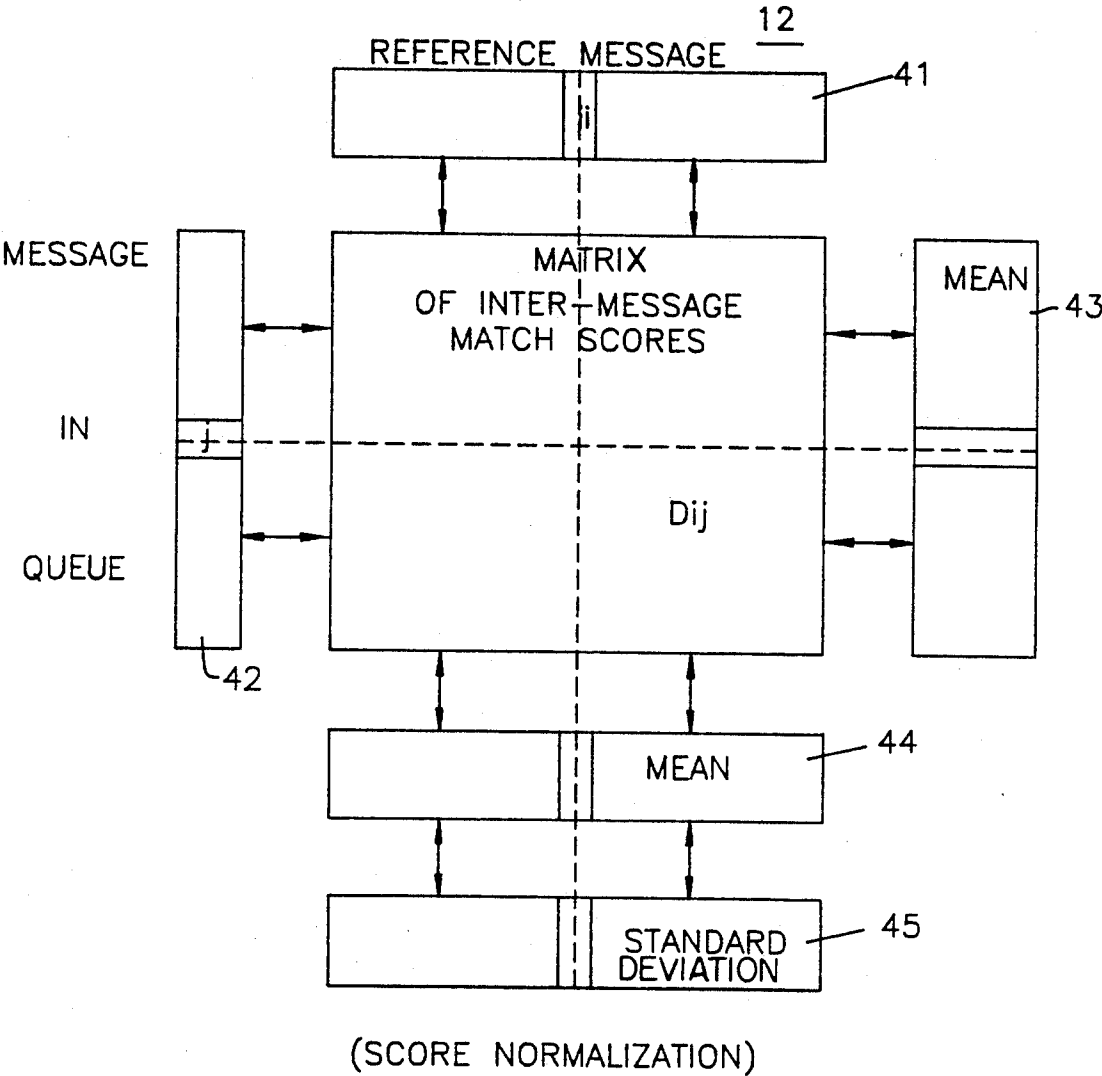 12
REFERENCE MESSAGE
41
i
MESSAGE
MATRIX
OF INTER-MESSAGE
MATCH SCORES
MEAN
43
IN
j
Dij
QUEUE
42
MEAN
44
STANDARD
DEVIATION
45
(SCORE NORMALIZATION)